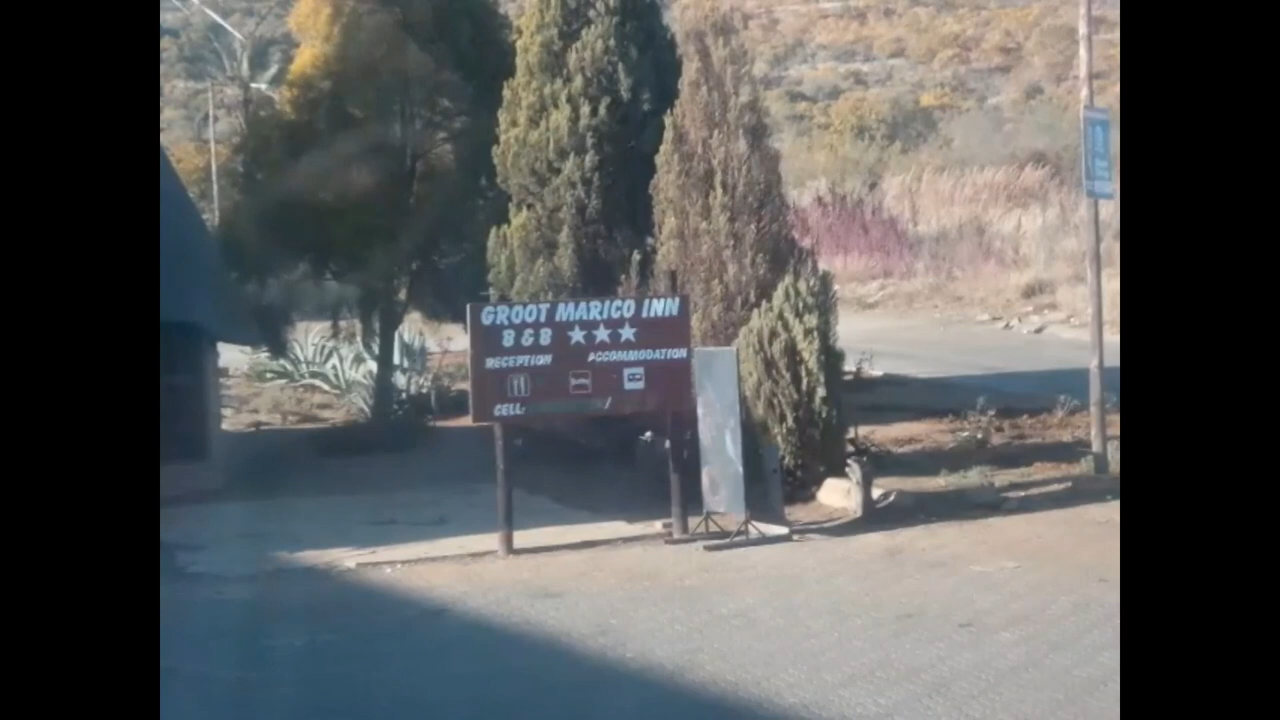 GROOT MARICO INN
B & B ★★★
RECEPTION ACCOMMODATION
CELL: